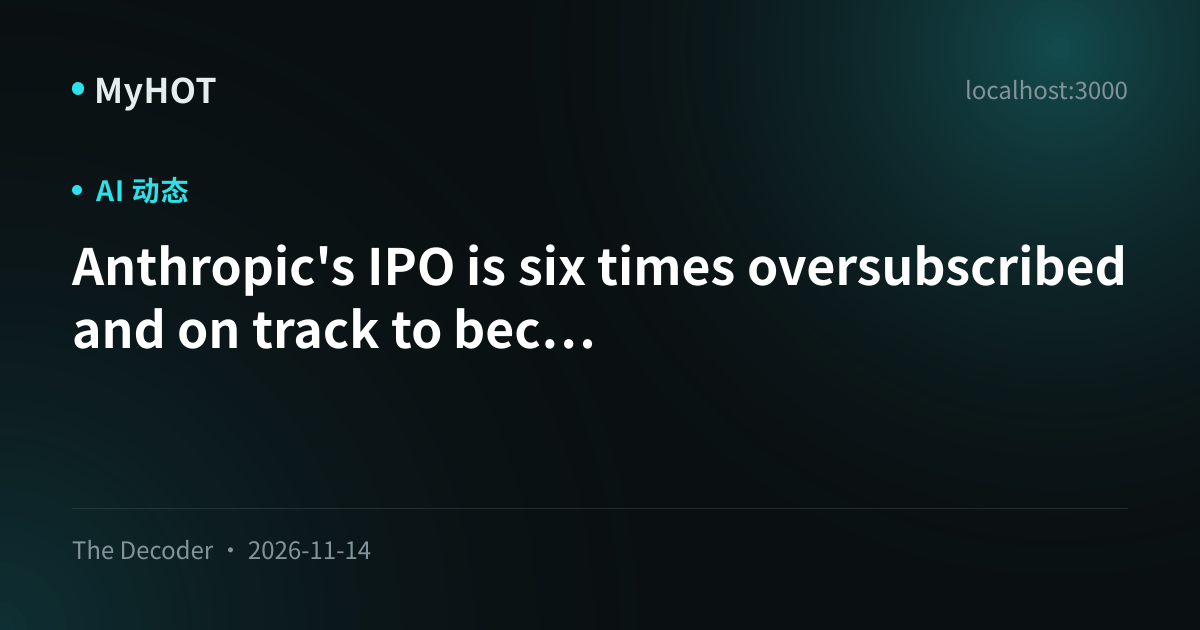 MyHOT
localhost:3000
AI 动态
Anthropic's IPO is six times oversubscribed
and on track to bec…
The Decoder · 2026-11-14